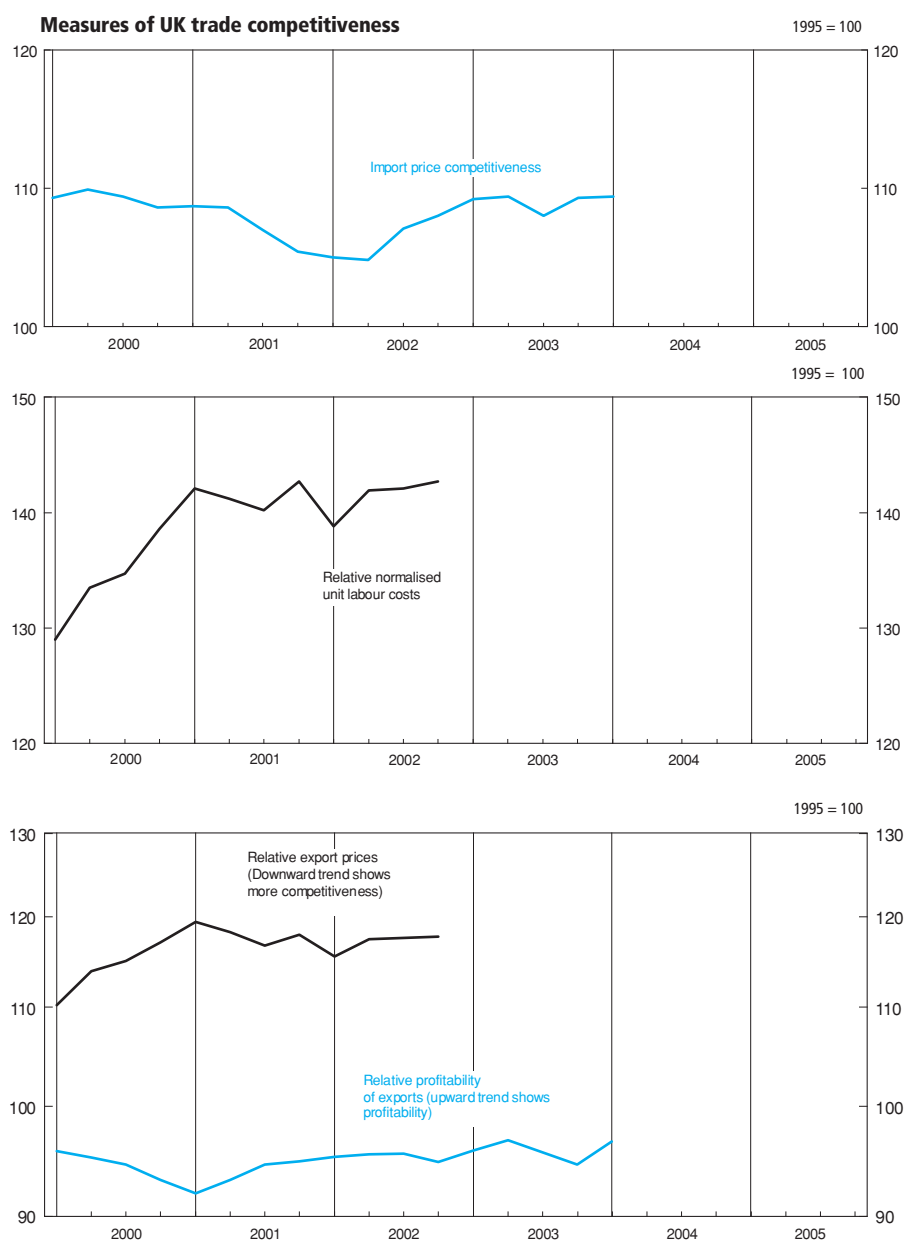 Measures of UK trade competitiveness
1995 = 100
120 120
Import price competitiveness
110 110
100 100
2000 2001 2002 2003 2004 2005
1995 = 100
150 150
140 140
Relative normalised
unit labour costs
130 130
120 120
2000 2001 2002 2003 2004 2005
1995 = 100
130 130
Relative export prices
(Downward trend shows
more competitiveness)
120 120
110 110
Relative profitability
of exports (upward trend shows
profitability)
100 100
90 90
2000 2001 2002 2003 2004 2005